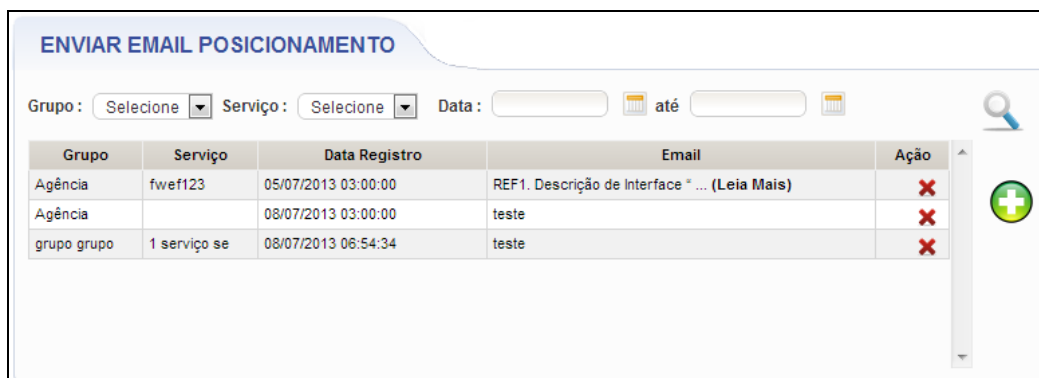 ENVIAR EMAIL POSICIONAMENTO
Grupo : Selecione Serviço : Selecione Data : até
Grupo Serviço Data Registro Email Ação
Agência fwef123 05/07/2013 03:00:00 REF1. Descrição de Interface " ... (Leia Mais)
Agência 08/07/2013 03:00:00 teste
grupo grupo 1 serviço se 08/07/2013 06:54:34 teste